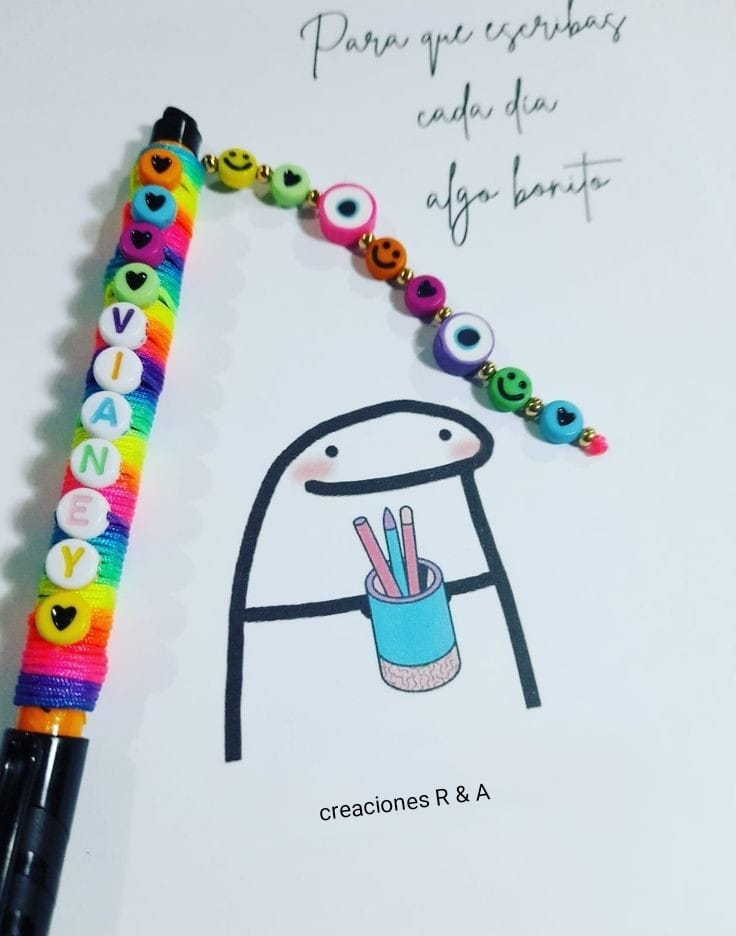 Para que escribas
cada día
algo bonito
VIANEY
creaciones R & A